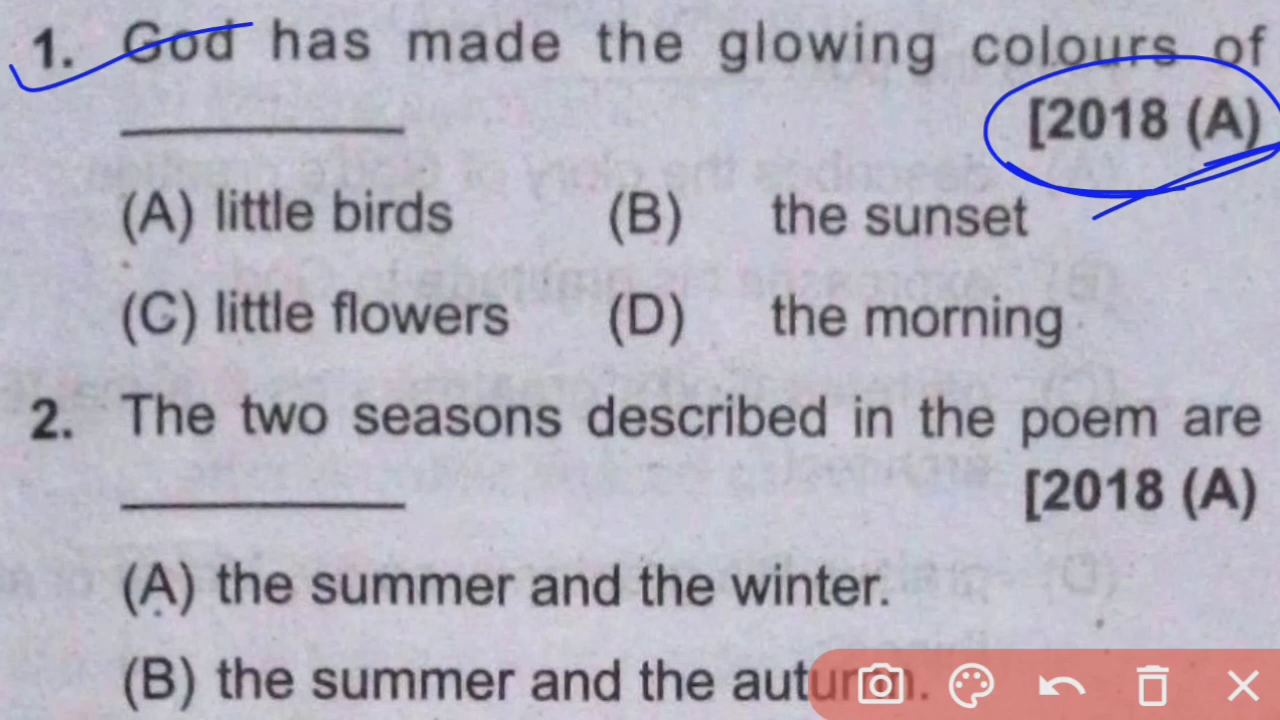 1. God has made the glowing colours of
[2018 (A)
(A) little birds (B) the sunset
(C) little flowers (D) the morning
2. The two seasons described in the poem are
[2018 (A)
(A) the summer and the winter.
(B) the summer and the autumn.